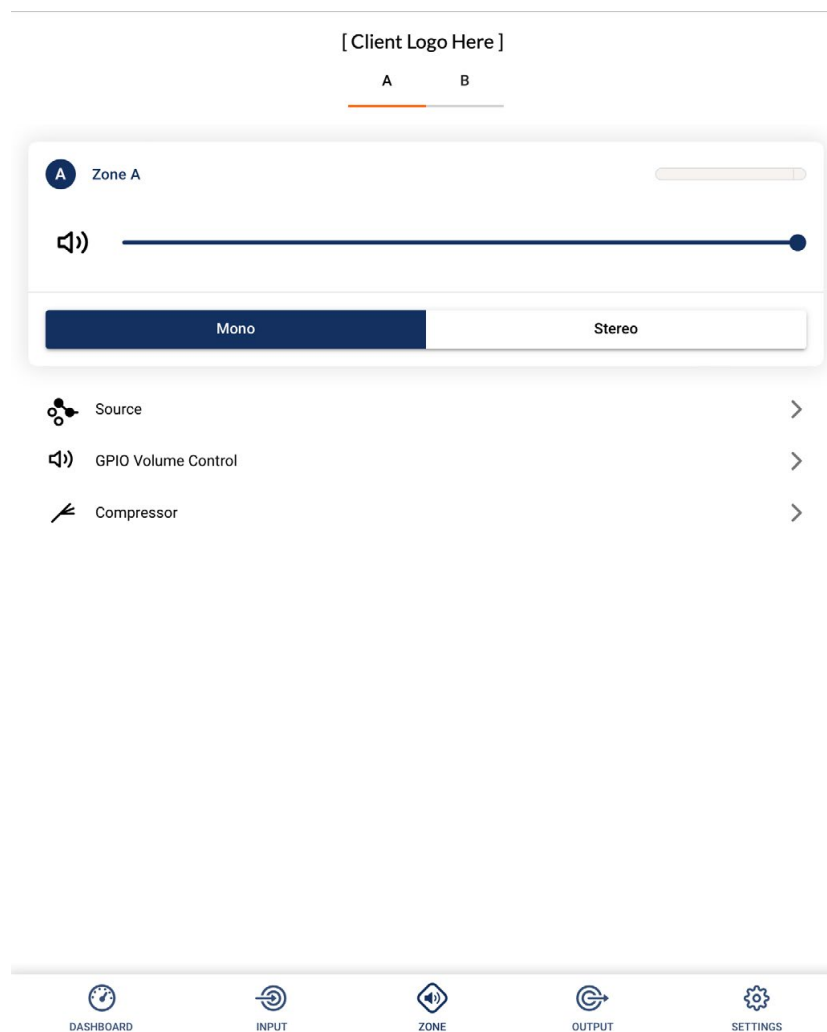 [ Client Logo Here ]
A B
A Zone A
Mono Stereo
Source
GPIO Volume Control
Compressor
DASHBOARD INPUT ZONE OUTPUT SETTINGS